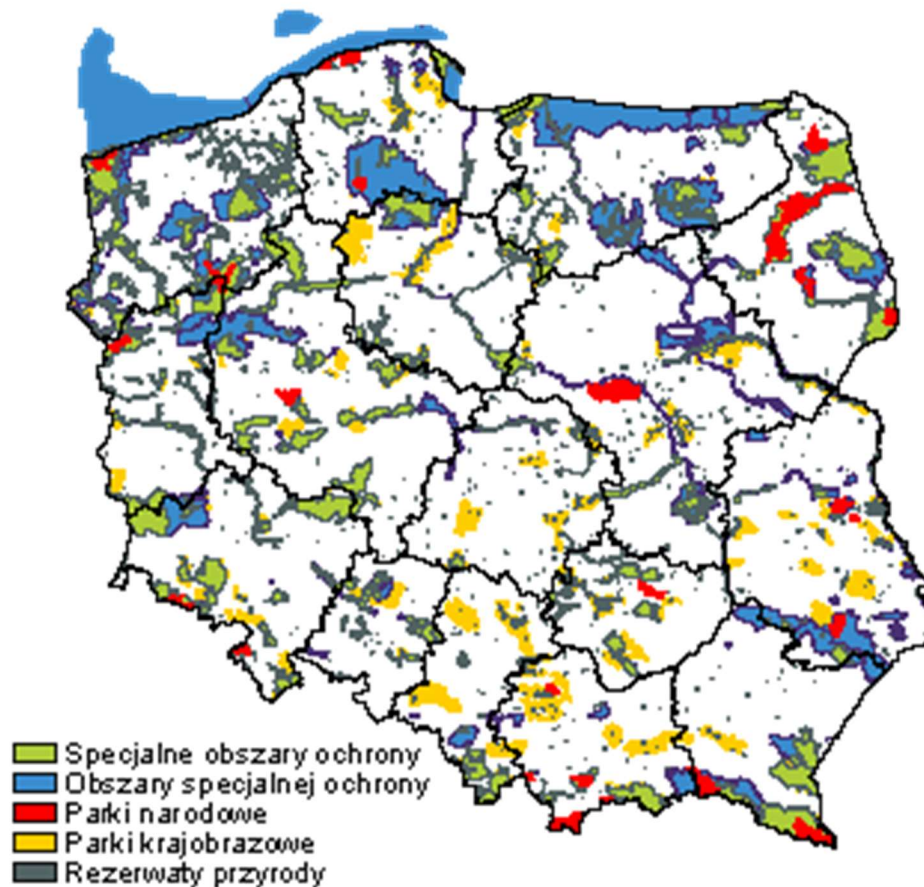 Specjalne obszary ochrony
Obszary specjalnej ochrony
Parki narodowe
Parki krajobrazowe
Rezerwaty przyrody